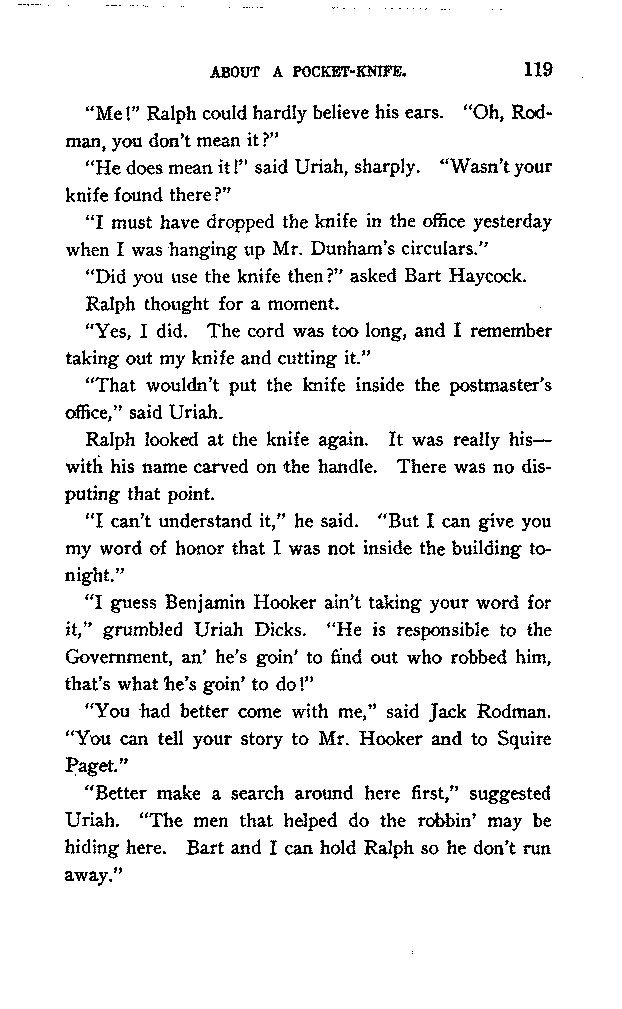 ABOUT A POCKET-KNIFE. 119
"Me!" Ralph could hardly believe his ears. "Oh, Rod-
man, you don't mean it?"
"He does mean it!" said Uriah, sharply. "Wasn't your
knife found there?"
"I must have dropped the knife in the office yesterday
when I was hanging up Mr. Dunham's circulars."
"Did you use the knife then?" asked Bart Haycock.
Ralph thought for a moment.
"Yes, I did. The cord was too long, and I remember
taking out my knife and cutting it."
"That wouldn't put the knife inside the postmaster's
office," said Uriah.
Ralph looked at the knife again. It was really his—
with his name carved on the handle. There was no dis-
puting that point.
"I can't understand it," he said. "But I can give you
my word of honor that I was not inside the building to-
night."
"I guess Benjamin Hooker ain't taking your word for
it," grumbled Uriah Dicks. "He is responsible to the
Government, an' he's goin' to find out who robbed him,
that's what he's goin' to do!"
"You had better come with me," said Jack Rodman.
"You can tell your story to Mr. Hooker and to Squire
Paget."
"Better make a search around here first," suggested
Uriah. "The men that helped do the robbin' may be
hiding here. Bart and I can hold Ralph so he don't run
away."